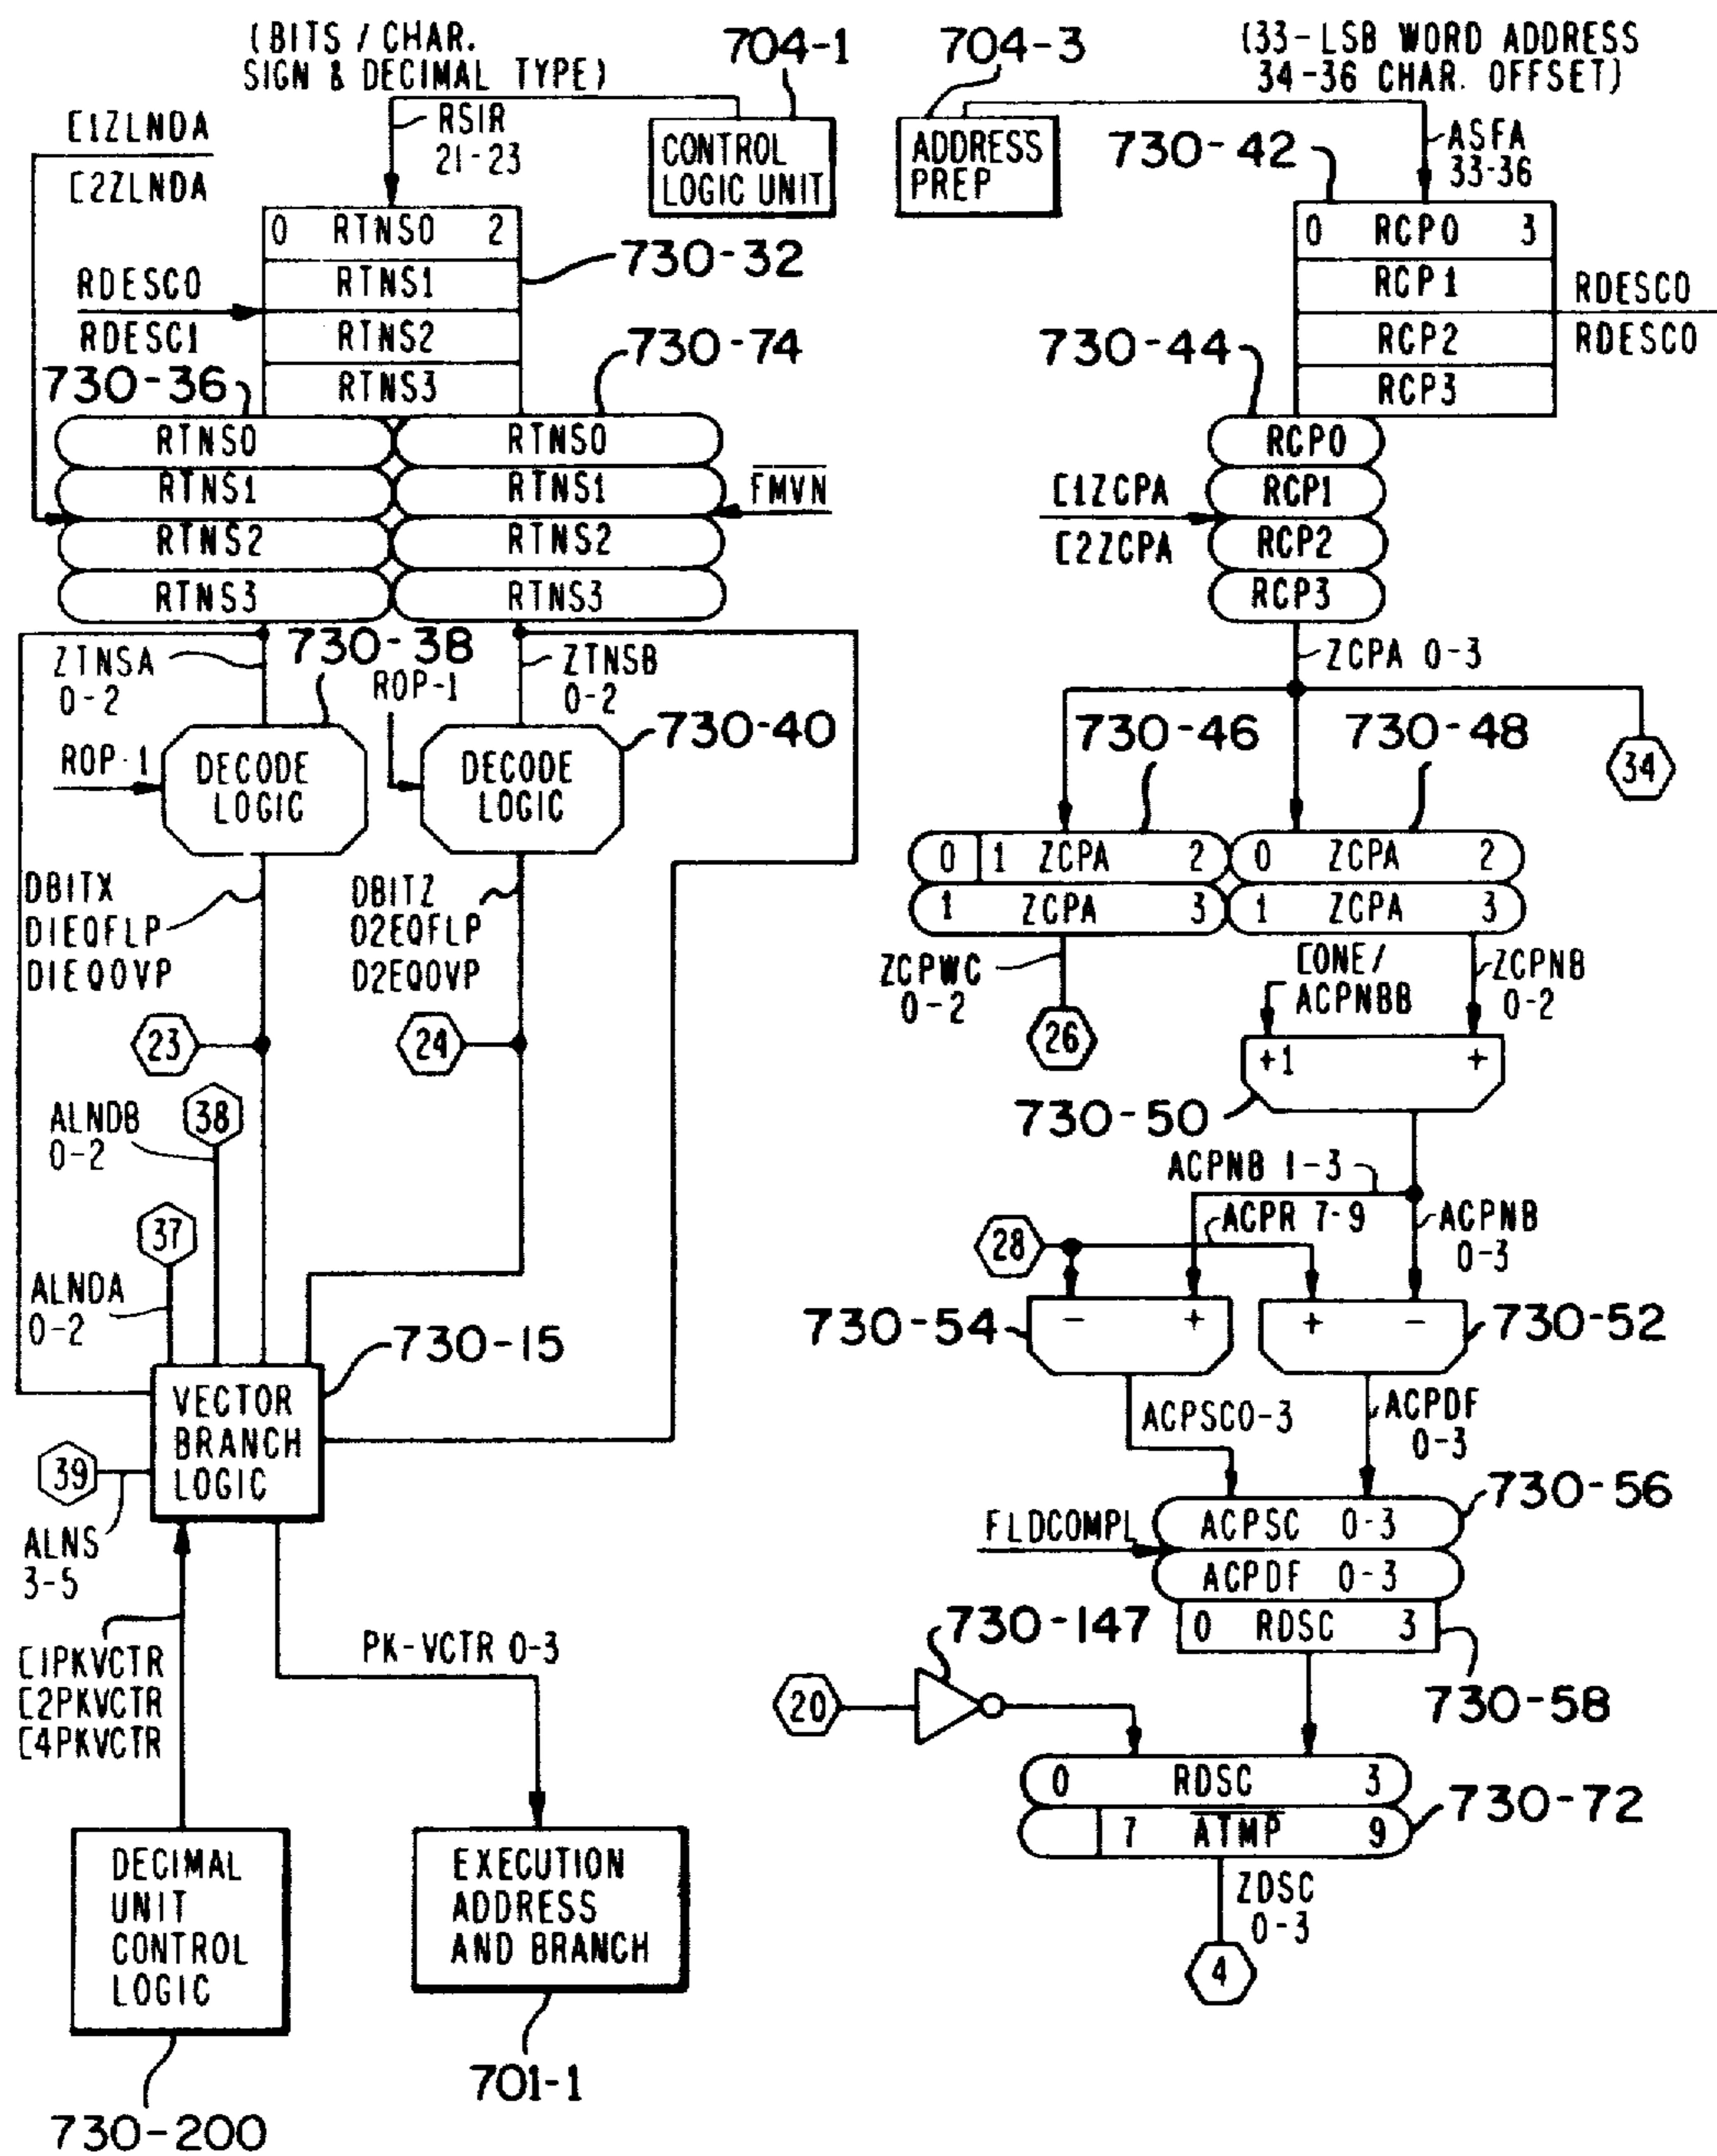 (BITS / CHAR.
SIGN & DECIMAL TYPE)
704-1
704-3
(33-LSB WORD ADDRESS
34-36 CHAR. OFFSET)
[1ZLNDA
[2ZLNDA
RSIR
21-23
CONTROL
LOGIC UNIT
ADDRESS
PREP
730-42
ASFA
33-36
0 RTNS0 2
RTNS1
RTNS2
RTNS3
730-32
RDESC0
RDESC1
0 RCP0 3
RCP1
RCP2
RCP3
RDESC0
RDESC0
730-36
730-74
730-44
RTNS0
RTNS1
RTNS2
RTNS3
RTNS0
RTNS1
RTNS2
RTNS3
FMVN
[1ZCPA
[2ZCPA
RCP0
RCP1
RCP2
RCP3
ZTNSA
0-2
730-38
ROP-1
ZTNSB
0-2
ZCPA 0-3
ROP-1
DECODE
LOGIC
DECODE
LOGIC
730-40
730-46
730-48
34
0 1 ZCPA 2
1 ZCPA 3
0 ZCPA 2
1 ZCPA 3
DBITX
D1EQFLP
D1EQOVP
DBITZ
D2EQFLP
D2EQOVP
ZCPWC
0-2
26
[ONE/
ACPNBB
ZCPNB
0-2
23
24
+1 +
730-50
ALNDB
0-2
38
ACPNB 1-3
ACPR 7-9
ACPNB
0-3
37
28
ALNDA
0-2
730-54
- +
+ -
730-52
730-15
VECTOR
BRANCH
LOGIC
39
ALNS
3-5
ACPSC0-3
ACPDF
0-3
730-56
FLDCOMPL
ACPSC 0-3
ACPDF 0-3
0 RDSC 3
730-58
[1PKVCTR
[2PKVCTR
[4PKVCTR
PK-VCTR 0-3
730-147
20
0 RDSC 3
7 ATMP 9
730-72
ZDSC
0-3
4
DECIMAL
UNIT
CONTROL
LOGIC
EXECUTION
ADDRESS
AND BRANCH
701-1
730-200